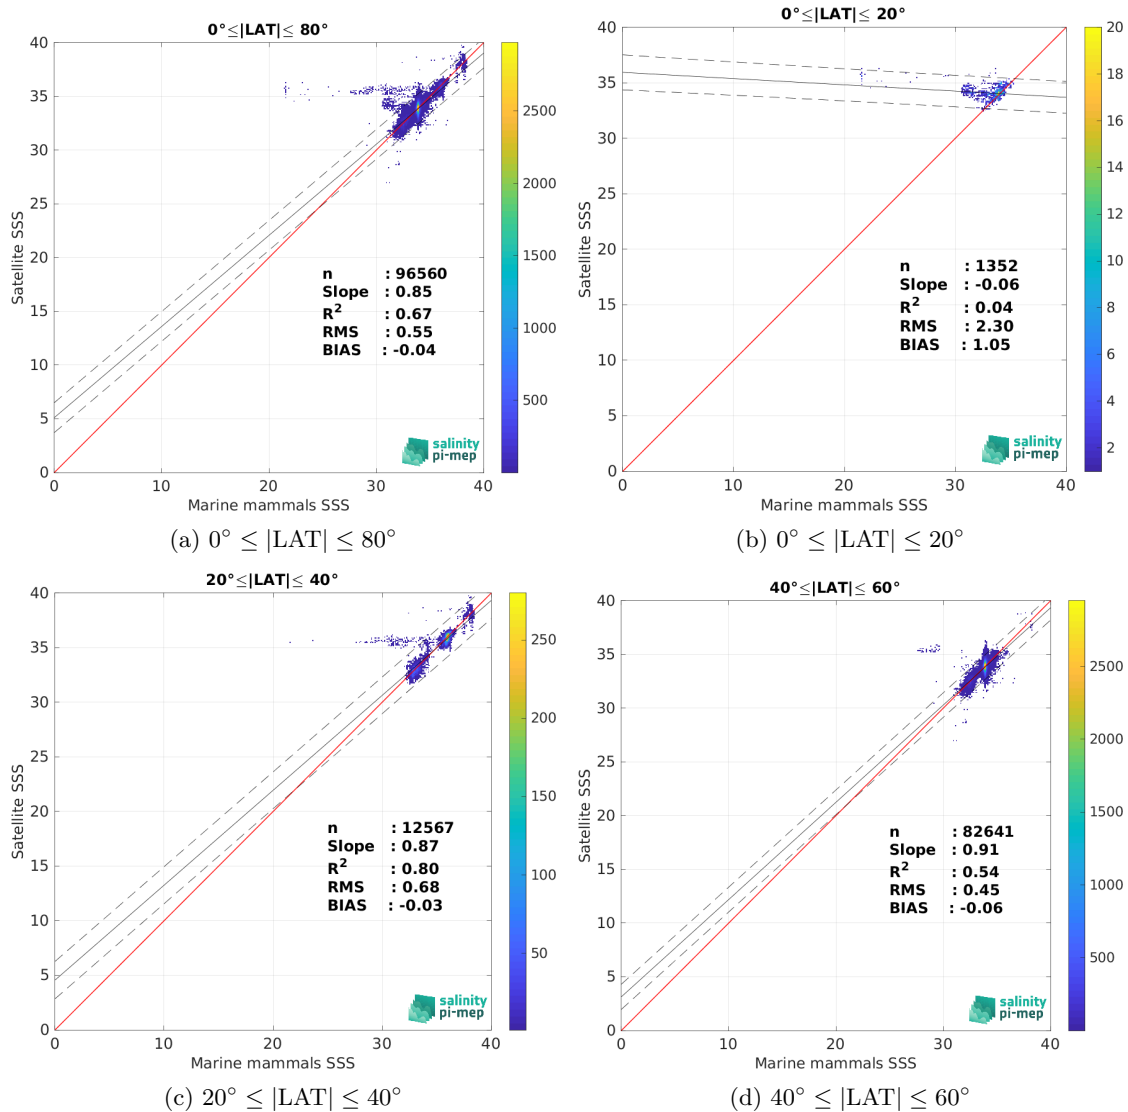 0°≤|LAT|≤ 80°
40
35
30
25
20
15
10
5
0
Satellite SSS
n : 96560
Slope : 0.85
R² : 0.67
RMS : 0.55
BIAS : -0.04
salinity
pi-mep
0 10 20 30 40
Marine mammals SSS
2500
2000
1500
1000
500
(a) 0° ≤ |LAT| ≤ 80°
0°≤|LAT|≤ 20°
40
35
30
25
20
15
10
5
0
Satellite SSS
n : 1352
Slope : -0.06
R² : 0.04
RMS : 2.30
BIAS : 1.05
salinity
pi-mep
0 10 20 30 40
Marine mammals SSS
20
18
16
14
12
10
8
6
4
2
(b) 0° ≤ |LAT| ≤ 20°
20°≤|LAT|≤ 40°
40
35
30
25
20
15
10
5
0
Satellite SSS
n : 12567
Slope : 0.87
R² : 0.80
RMS : 0.68
BIAS : -0.03
salinity
pi-mep
0 10 20 30 40
Marine mammals SSS
250
200
150
100
50
(c) 20° ≤ |LAT| ≤ 40°
40°≤|LAT|≤ 60°
40
35
30
25
20
15
10
5
0
Satellite SSS
n : 82641
Slope : 0.91
R² : 0.54
RMS : 0.45
BIAS : -0.06
salinity
pi-mep
0 10 20 30 40
Marine mammals SSS
2500
2000
1500
1000
500
(d) 40° ≤ |LAT| ≤ 60°